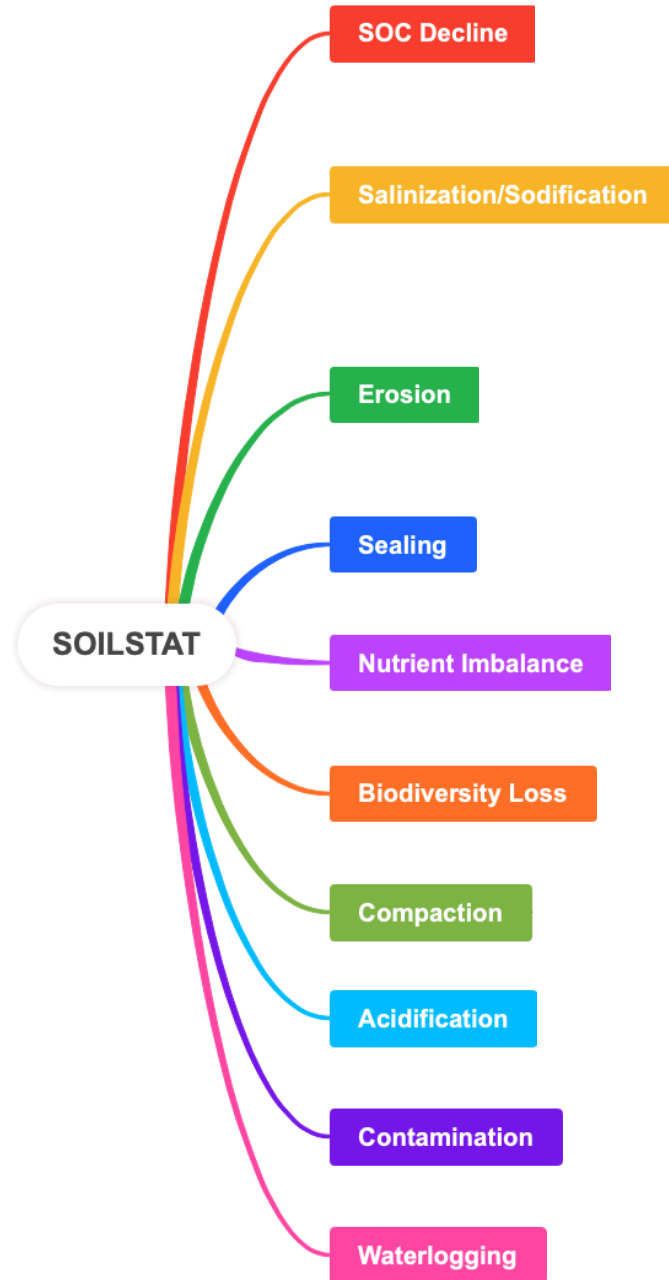 SOC Decline
Salinization/Sodification
Erosion
Sealing
SOILSTAT
Nutrient Imbalance
Biodiversity Loss
Compaction
Acidification
Contamination
Waterlogging